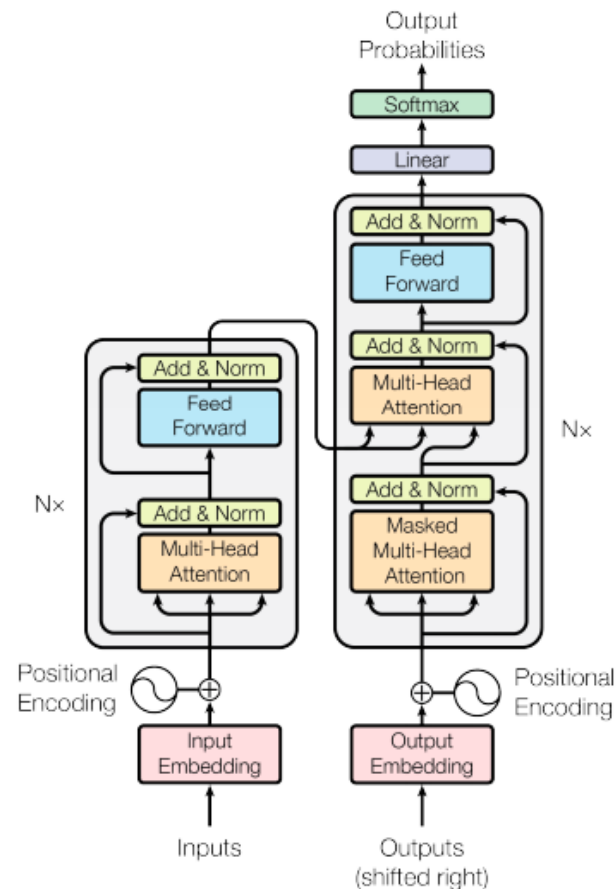 Output
Probabilities
Softmax
Linear
Add & Norm
Feed
Forward
Add & Norm
Multi-Head
Attention
Add & Norm
Masked
Multi-Head
Attention
Nx
Add & Norm
Feed
Forward
Add & Norm
Multi-Head
Attention
Nx
Positional
Encoding
Positional
Encoding
Input
Embedding
Output
Embedding
Inputs
Outputs
(shifted right)